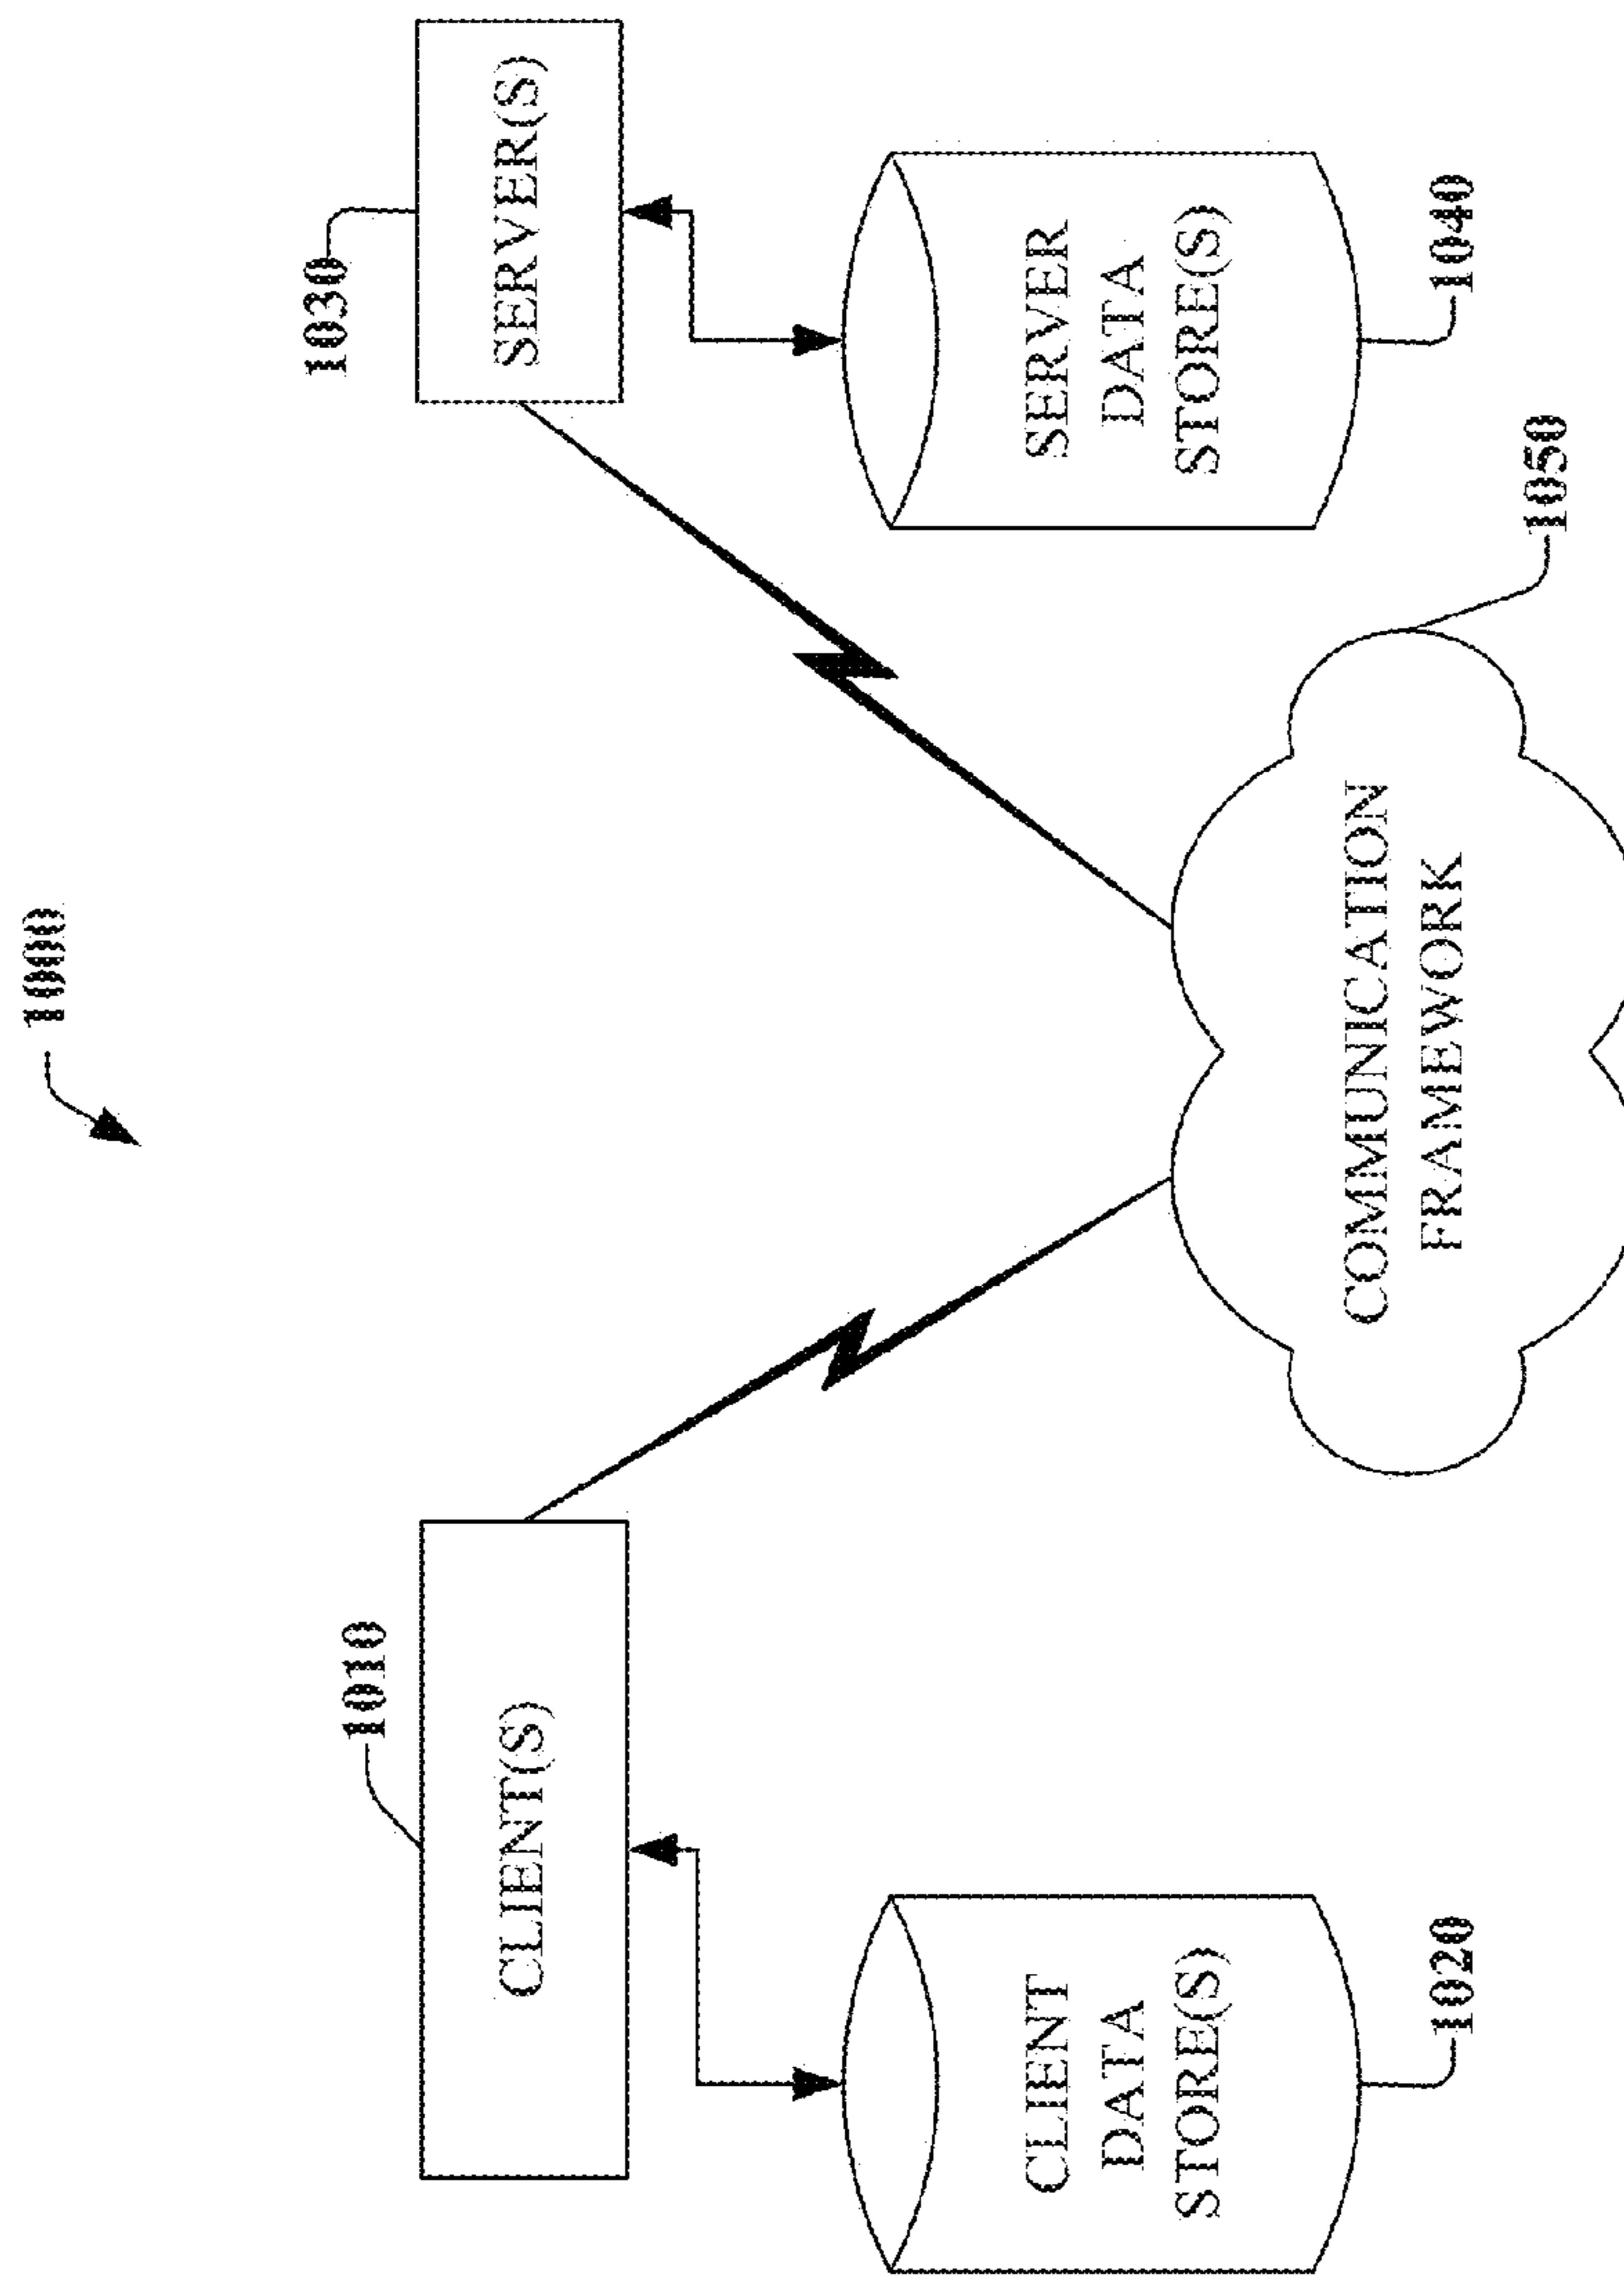 1000
1010
CLIENT(S)
1030
SERVER(S)
CLIENT
DATA
STORE(S)
1020
SERVER
DATA
STORE(S)
1040
COMMUNICATION
FRAMEWORK
1050